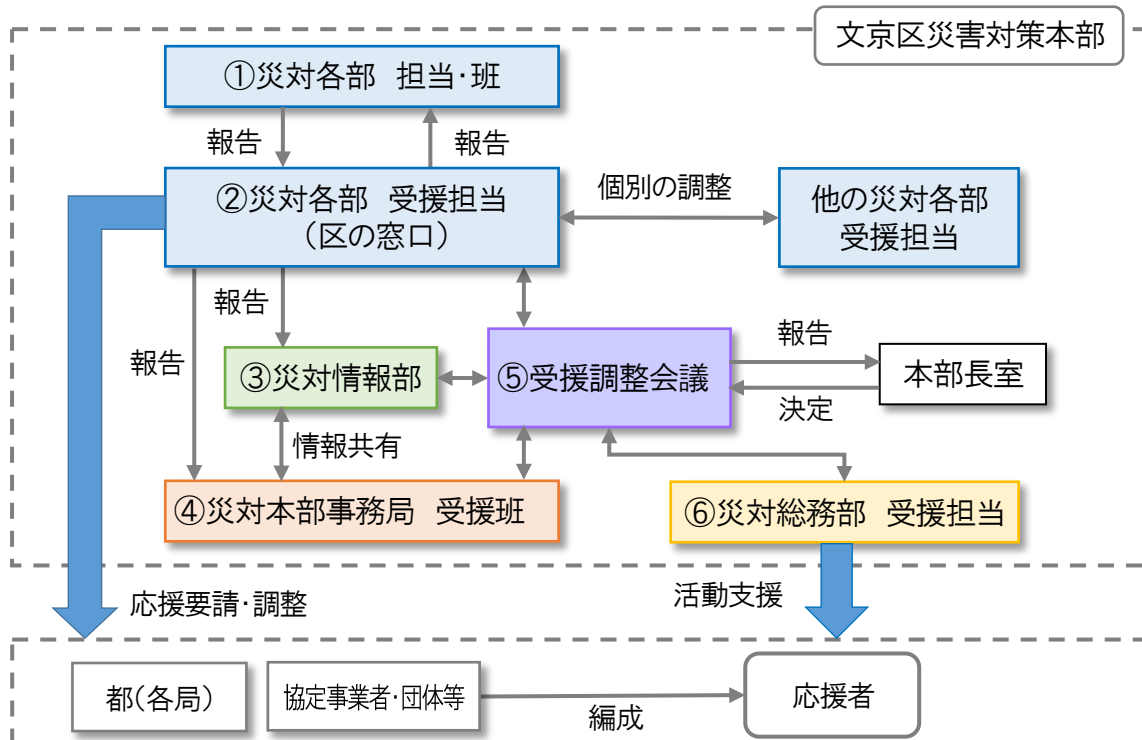 文京区災害対策本部
①災対各部 担当・班
報告
報告
②災対各部 受援担当
(区の窓口)
個別の調整
他の災対各部
受援担当
報告
報告
③災対情報部
⑤受援調整会議
報告
決定
本部長室
情報共有
④災対本部事務局 受援班
⑥災対総務部 受援担当
応援要請・調整
活動支援
都(各局)
協定事業者・団体等
編成
応援者